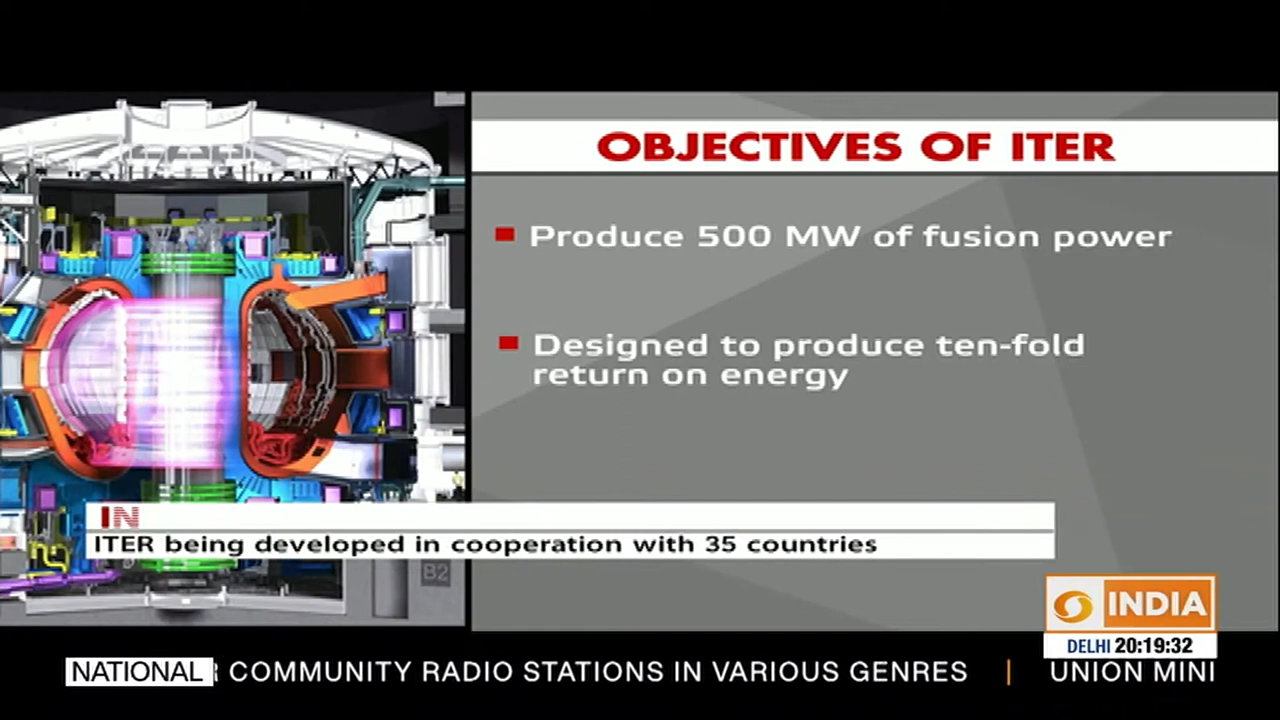 OBJECTIVES OF ITER
Produce 500 MW of fusion power
Designed to produce ten-fold
return on energy
IN
ITER being developed in cooperation with 35 countries
B2
INDIA
DELHI 20:19:32
NATIONAL COMMUNITY RADIO STATIONS IN VARIOUS GENRES | UNION MINI